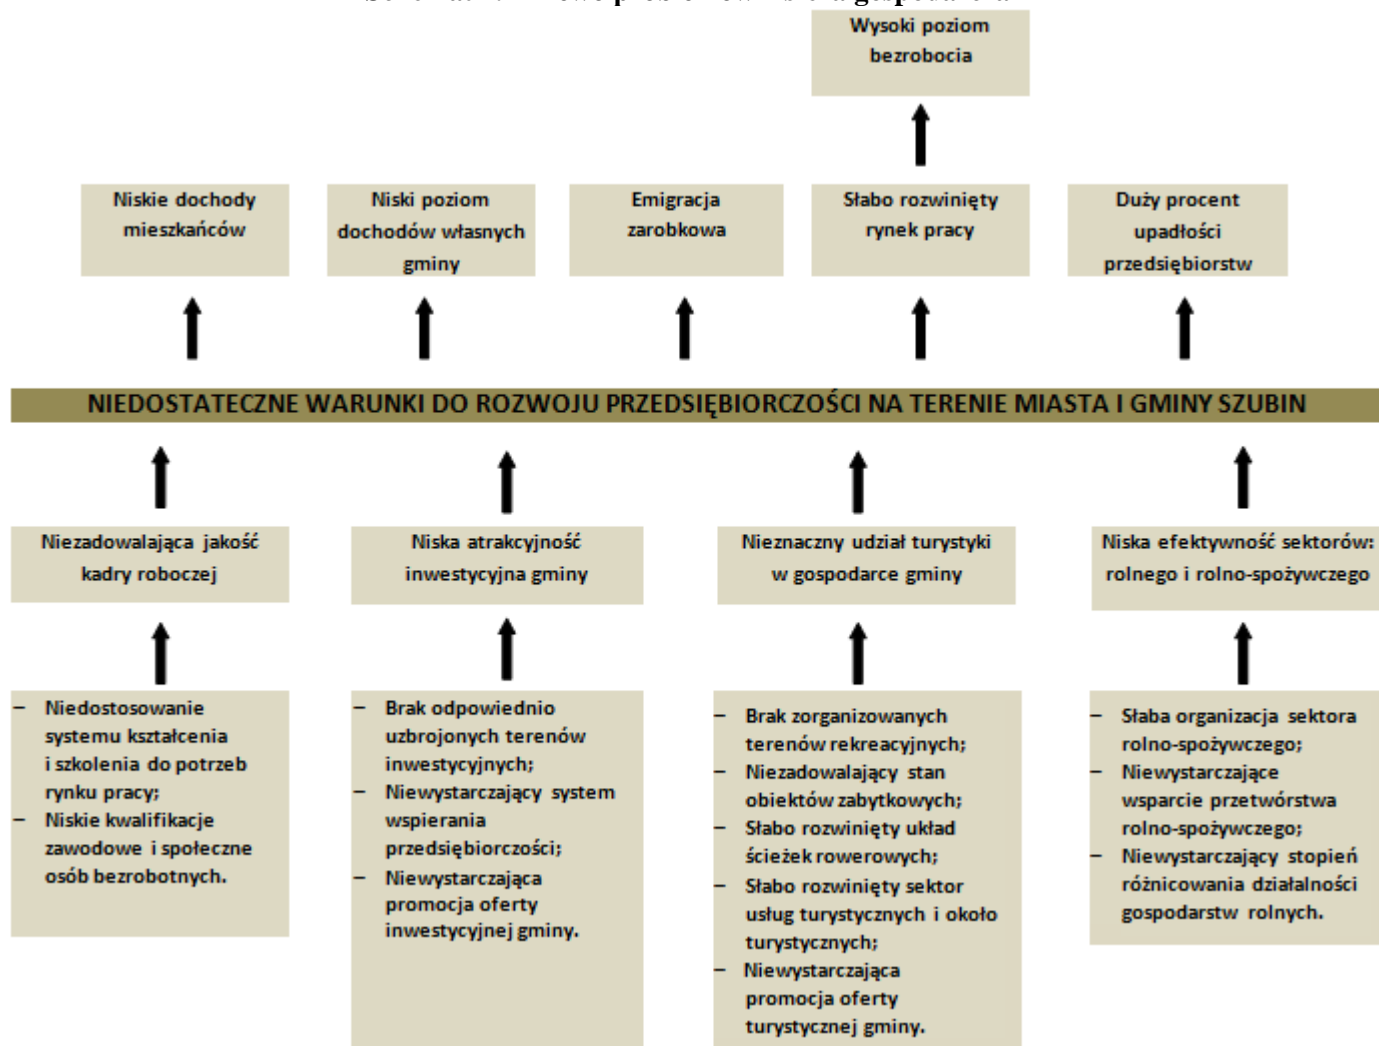 Wysoki poziom
bezrobocia
Niskie dochody
mieszkańców
Niski poziom
dochodów własnych
gminy
Emigracja
zarobkowa
Słabo rozwinięty
rynek pracy
Duży procent
upadłości
przedsiębiorstw
NIEDOSTATECZNE WARUNKI DO ROZWOJU PRZEDSIĘBIORCZOŚCI NA TERENIE MIASTA I GMINY SZUBIN
Niezadowalająca jakość
kadry roboczej
Niska atrakcyjność
inwestycyjna gminy
Nieznaczny udział turystyki
w gospodarce gminy
Niska efektywność sektorów:
rolnego i rolno-spożywczego
– Niedostosowanie
systemu kształcenia
i szkolenia do potrzeb
rynku pracy;
– Niskie kwalifikacje
zawodowe i społeczne
osób bezrobotnych.
– Brak odpowiednio
uzbrojonych terenów
inwestycyjnych;
– Niewystarczający system
wspierania
przedsiębiorczości;
– Niewystarczająca
promocja oferty
inwestycyjnej gminy.
– Brak zorganizowanych
terenów rekreacyjnych;
– Niezadowalający stan
obiektów zabytkowych;
– Słabo rozwinięty układ
ścieżek rowerowych;
– Słabo rozwinięty sektor
usług turystycznych i około
turystycznych;
– Niewystarczająca
promocja oferty
turystycznej gminy.
– Słaba organizacja sektora
rolno-spożywczego;
– Niewystarczające
wsparcie przetwórstwa
rolno-spożywczego;
– Niewystarczający stopień
różnicowania działalności
gospodarstw rolnych.